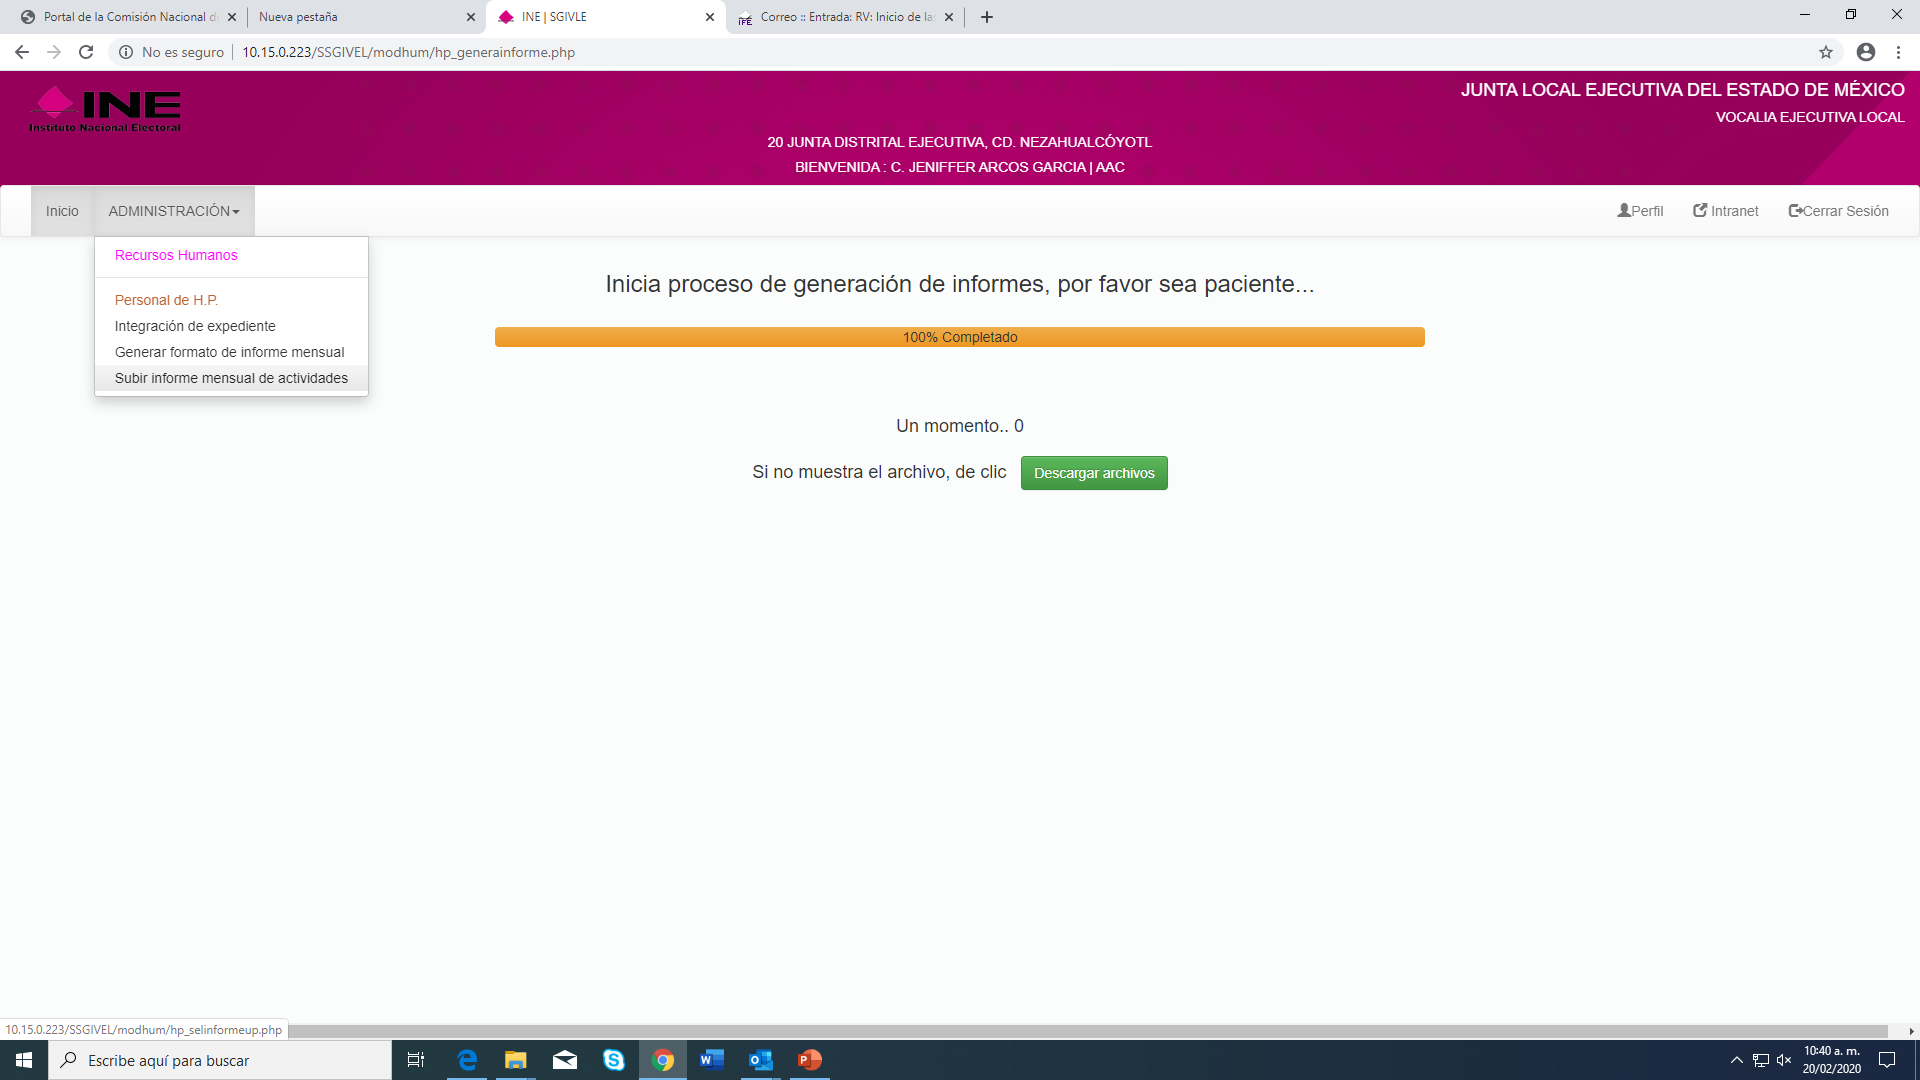 Portal de la Comisión Nacional d
Nueva pestaña
INE | SGIVLE
Correo :: Entrada: RV: Inicio de la
No es seguro
10.15.0.223/SSGIVEL/modhum/hp_generainforme.php
INE
Instituto Nacional Electoral
JUNTA LOCAL EJECUTIVA DEL ESTADO DE MÉXICO
VOCALIA EJECUTIVA LOCAL
20 JUNTA DISTRITAL EJECUTIVA, CD. NEZAHUALCÓYOTL
BIENVENIDA : C. JENIFFER ARCOS GARCIA | AAC
Inicio
ADMINISTRACIÓN
Perfil
Intranet
Cerrar Sesión
Recursos Humanos
Personal de H.P.
Integración de expediente
Generar formato de informe mensual
Subir informe mensual de actividades
Inicia proceso de generación de informes, por favor sea paciente...
100% Completado
Un momento.. 0
Si no muestra el archivo, de clic
Descargar archivos
10.15.0.223/SSGIVEL/modhum/hp_selinformeup.php
Escribe aquí para buscar
10:40 a. m.
20/02/2020